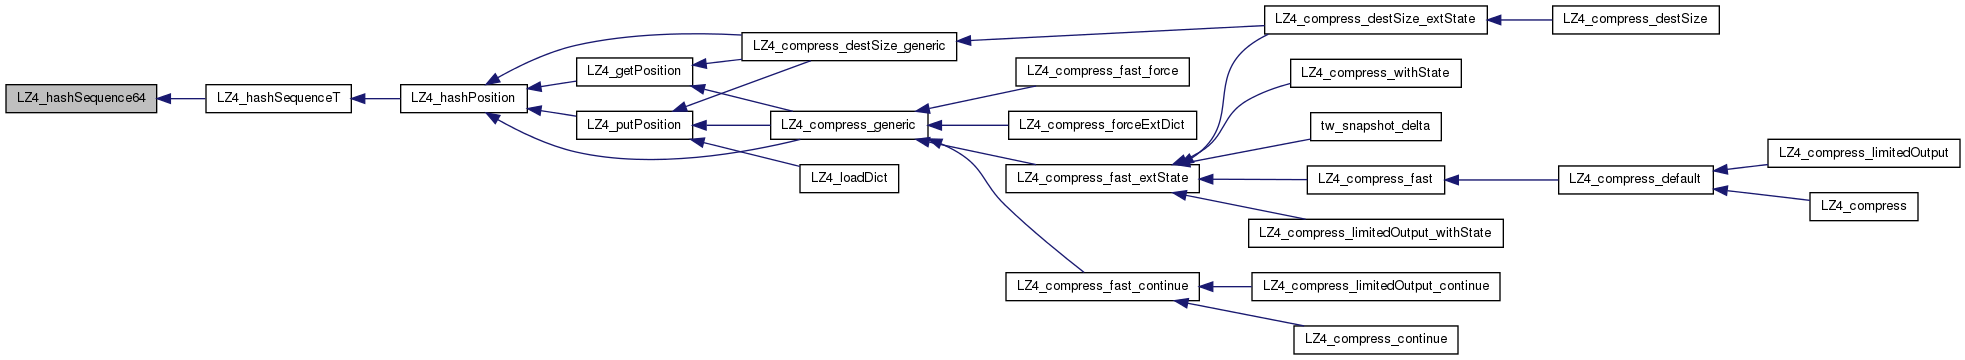 LZ4_hashSequence64
LZ4_hashSequenceT
LZ4_hashPosition
LZ4_getPosition
LZ4_putPosition
LZ4_compress_destSize_generic
LZ4_compress_generic
LZ4_loadDict
LZ4_compress_fast_force
LZ4_compress_forceExtDict
LZ4_compress_fast_extState
LZ4_compress_fast_continue
LZ4_compress_destSize_extState
LZ4_compress_withState
tw_snapshot_delta
LZ4_compress_fast
LZ4_compress_limitedOutput_withState
LZ4_compress_limitedOutput_continue
LZ4_compress_continue
LZ4_compress_destSize
LZ4_compress_default
LZ4_compress_limitedOutput
LZ4_compress